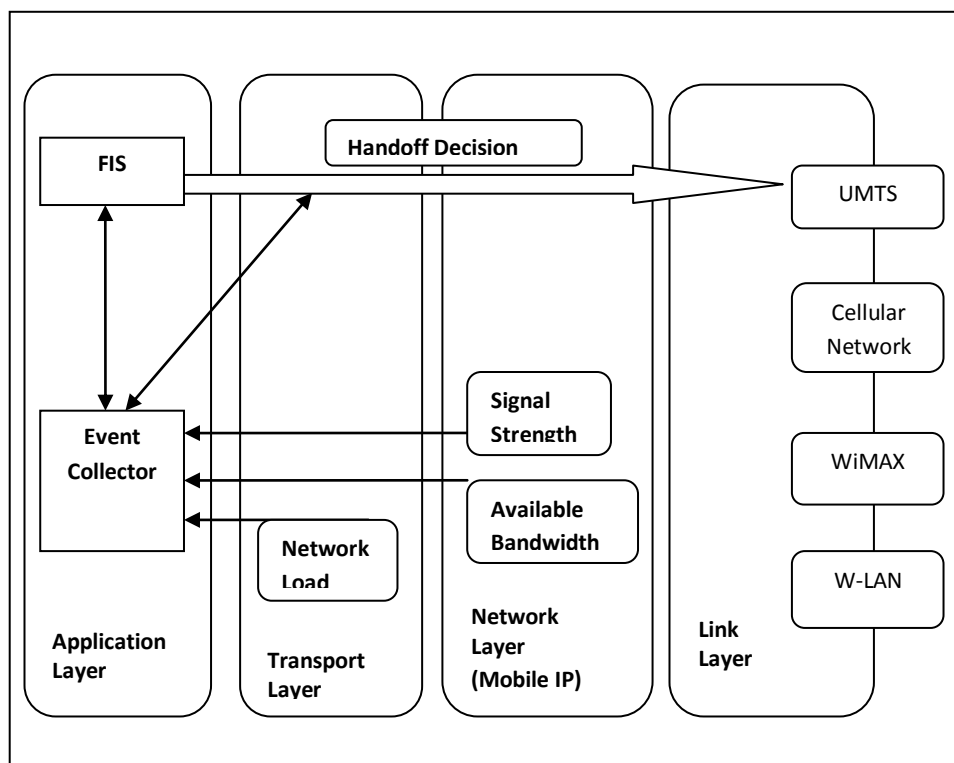 FIS
Handoff Decision
UMTS
Cellular
Network
Signal
Strength
Event
Collector
WiMAX
Available
Bandwidth
Network
Load
W-LAN
Application
Layer
Transport
Layer
Network
Layer
(Mobile IP)
Link
Layer